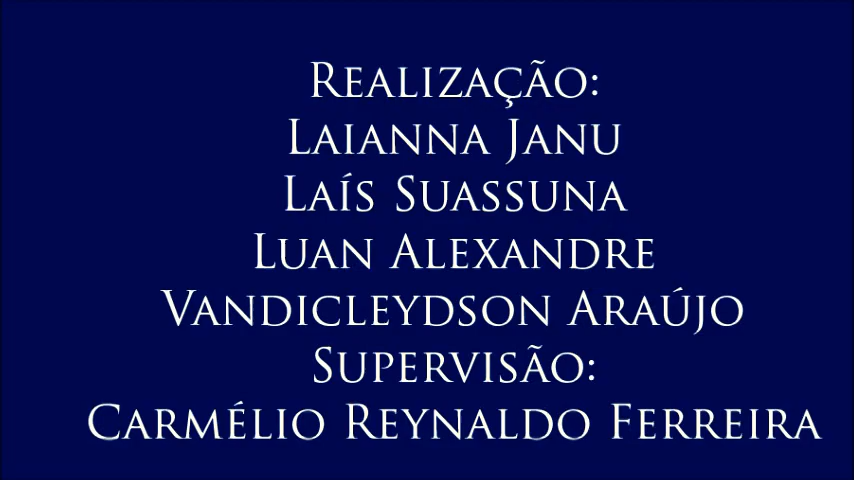 Realização:
Laianna Janu
Laís Suassuna
Luan Alexandre
Vandicleydson Araújo
Supervisão:
Carmélio Reynaldo Ferreira